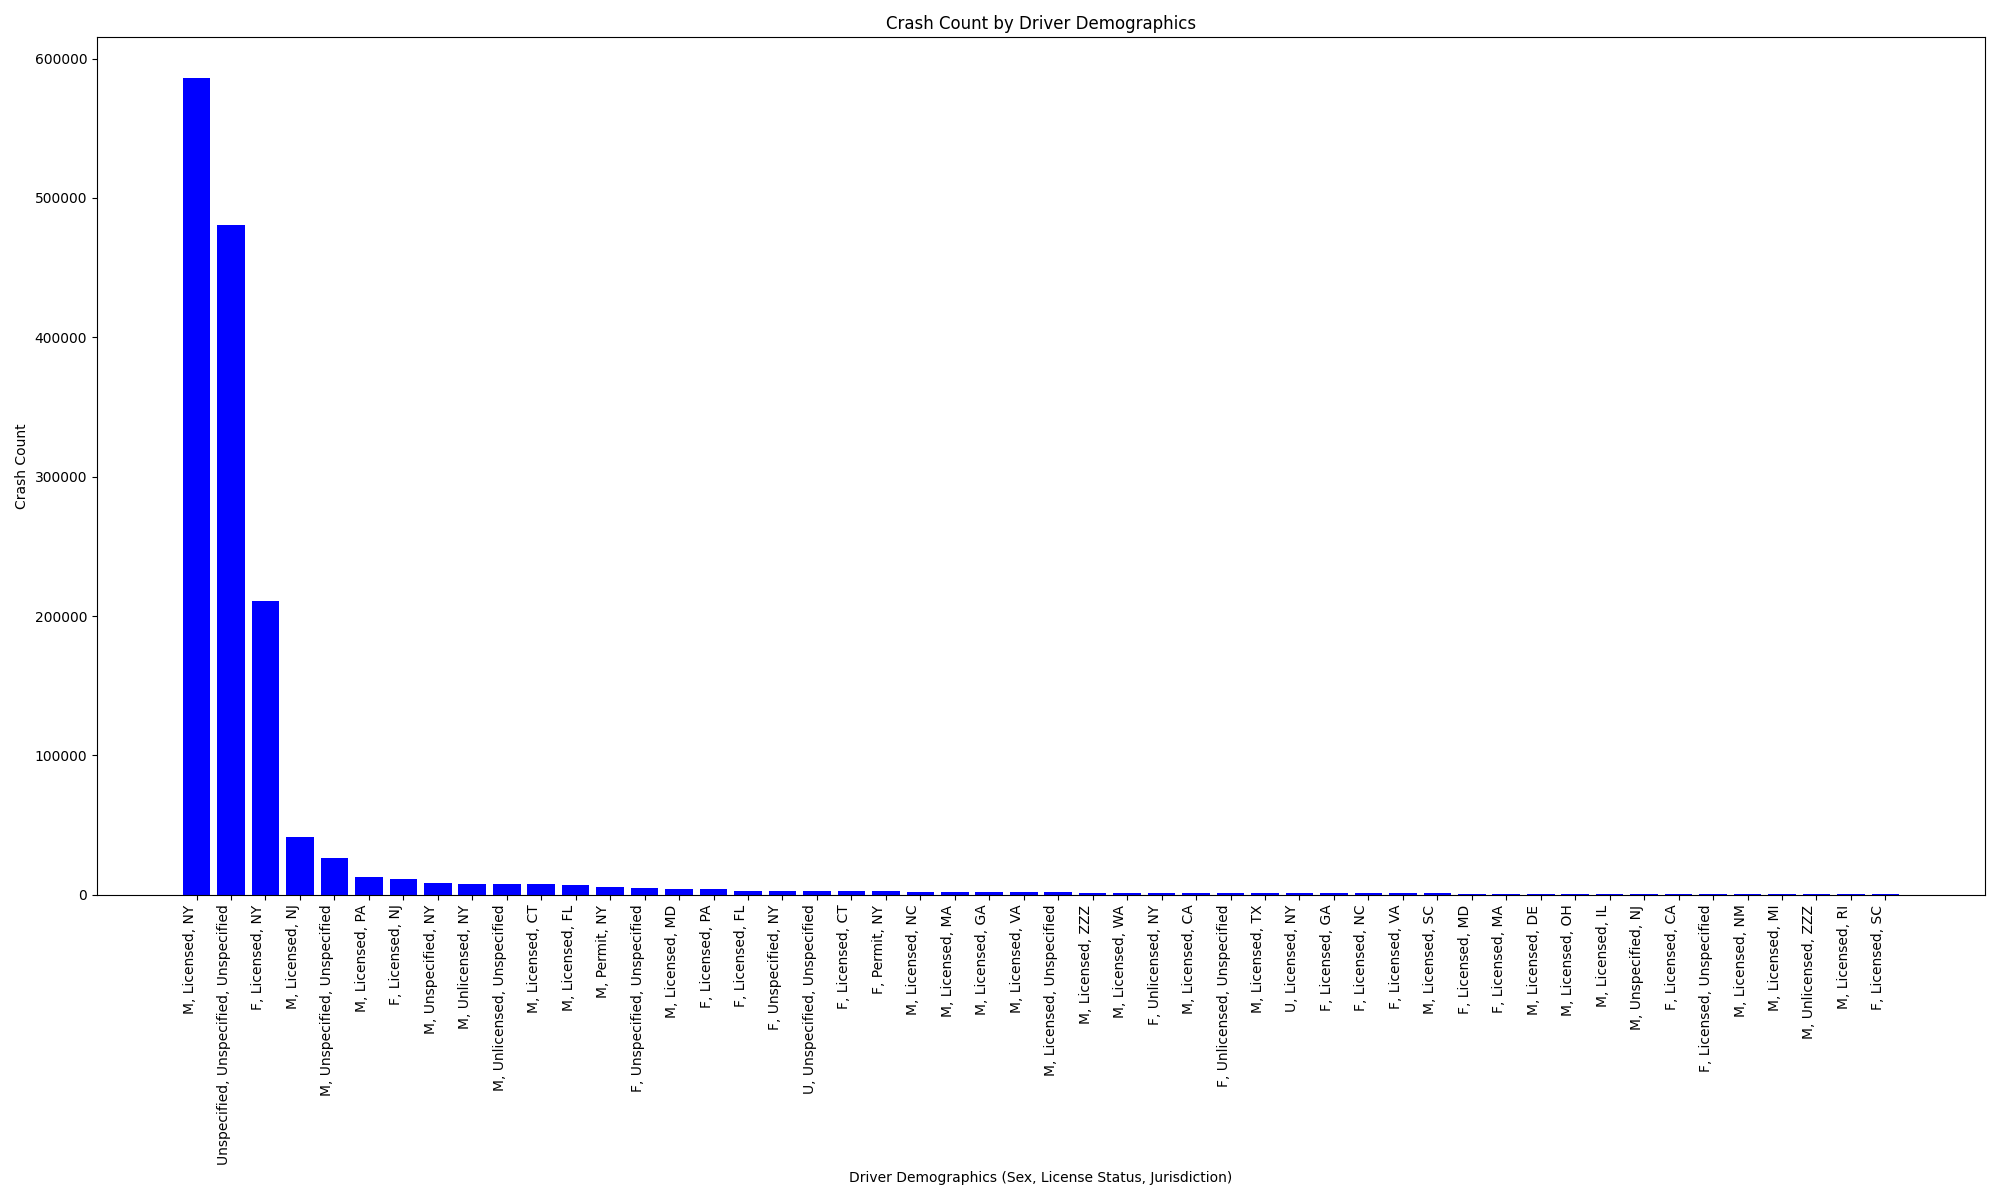 Crash Count by Driver Demographics
600000
500000
400000
300000
200000
100000
0
Crash Count
M, Licensed, NY
Unspecified, Unspecified, Unspecified
F, Licensed, NY
M, Licensed, NJ
M, Unspecified, Unspecified
M, Licensed, PA
F, Licensed, NJ
M, Unspecified, NY
M, Unlicensed, NY
M, Unlicensed, Unspecified
M, Licensed, CT
M, Licensed, FL
M, Permit, NY
F, Unspecified, Unspecified
M, Licensed, MD
F, Licensed, PA
F, Licensed, FL
F, Unspecified, NY
U, Unspecified, Unspecified
F, Licensed, CT
F, Permit, NY
M, Licensed, NC
M, Licensed, MA
M, Licensed, GA
M, Licensed, VA
M, Licensed, Unspecified
M, Licensed, ZZZ
M, Licensed, WA
F, Unlicensed, NY
M, Licensed, CA
F, Unlicensed, Unspecified
M, Licensed, TX
U, Licensed, NY
F, Licensed, GA
F, Licensed, NC
F, Licensed, VA
M, Licensed, SC
F, Licensed, MD
F, Licensed, MA
M, Licensed, DE
M, Licensed, OH
M, Licensed, IL
M, Unspecified, NJ
F, Licensed, CA
F, Licensed, Unspecified
M, Licensed, NM
M, Licensed, MI
M, Unlicensed, ZZZ
M, Licensed, RI
F, Licensed, SC
Driver Demographics (Sex, License Status, Jurisdiction)